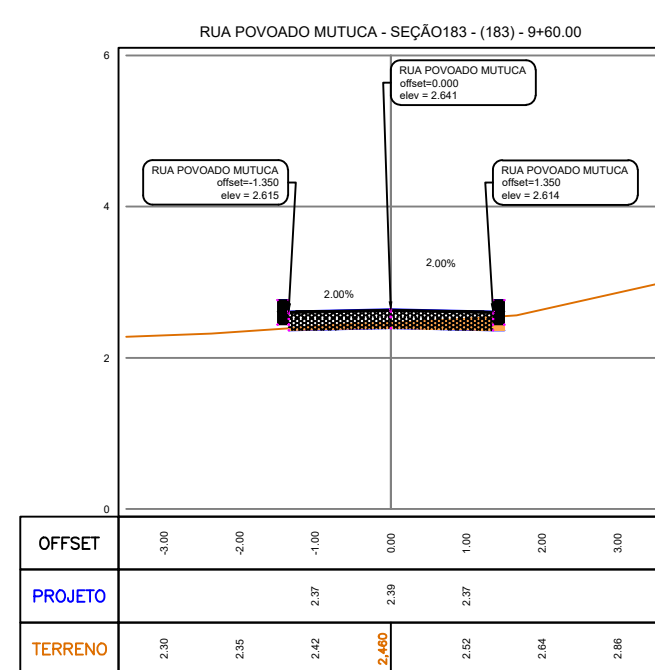 RUA POVOADO MUTUCA - SEÇÃO183 - (183) - 9+60.00
6
RUA POVOADO MUTUCA
offset=0.000
elev = 2.641
RUA POVOADO MUTUCA
offset=-1.350
elev = 2.615
RUA POVOADO MUTUCA
offset=1.350
elev = 2.614
4
2.00%
2.00%
2
0
OFFSET -3.00 -2.00 -1.00 0.00 1.00 2.00 3.00
PROJETO 2.37 2.39 2.37
TERRENO 2.30 2.35 2.42 2,460 2.52 2.64 2.86